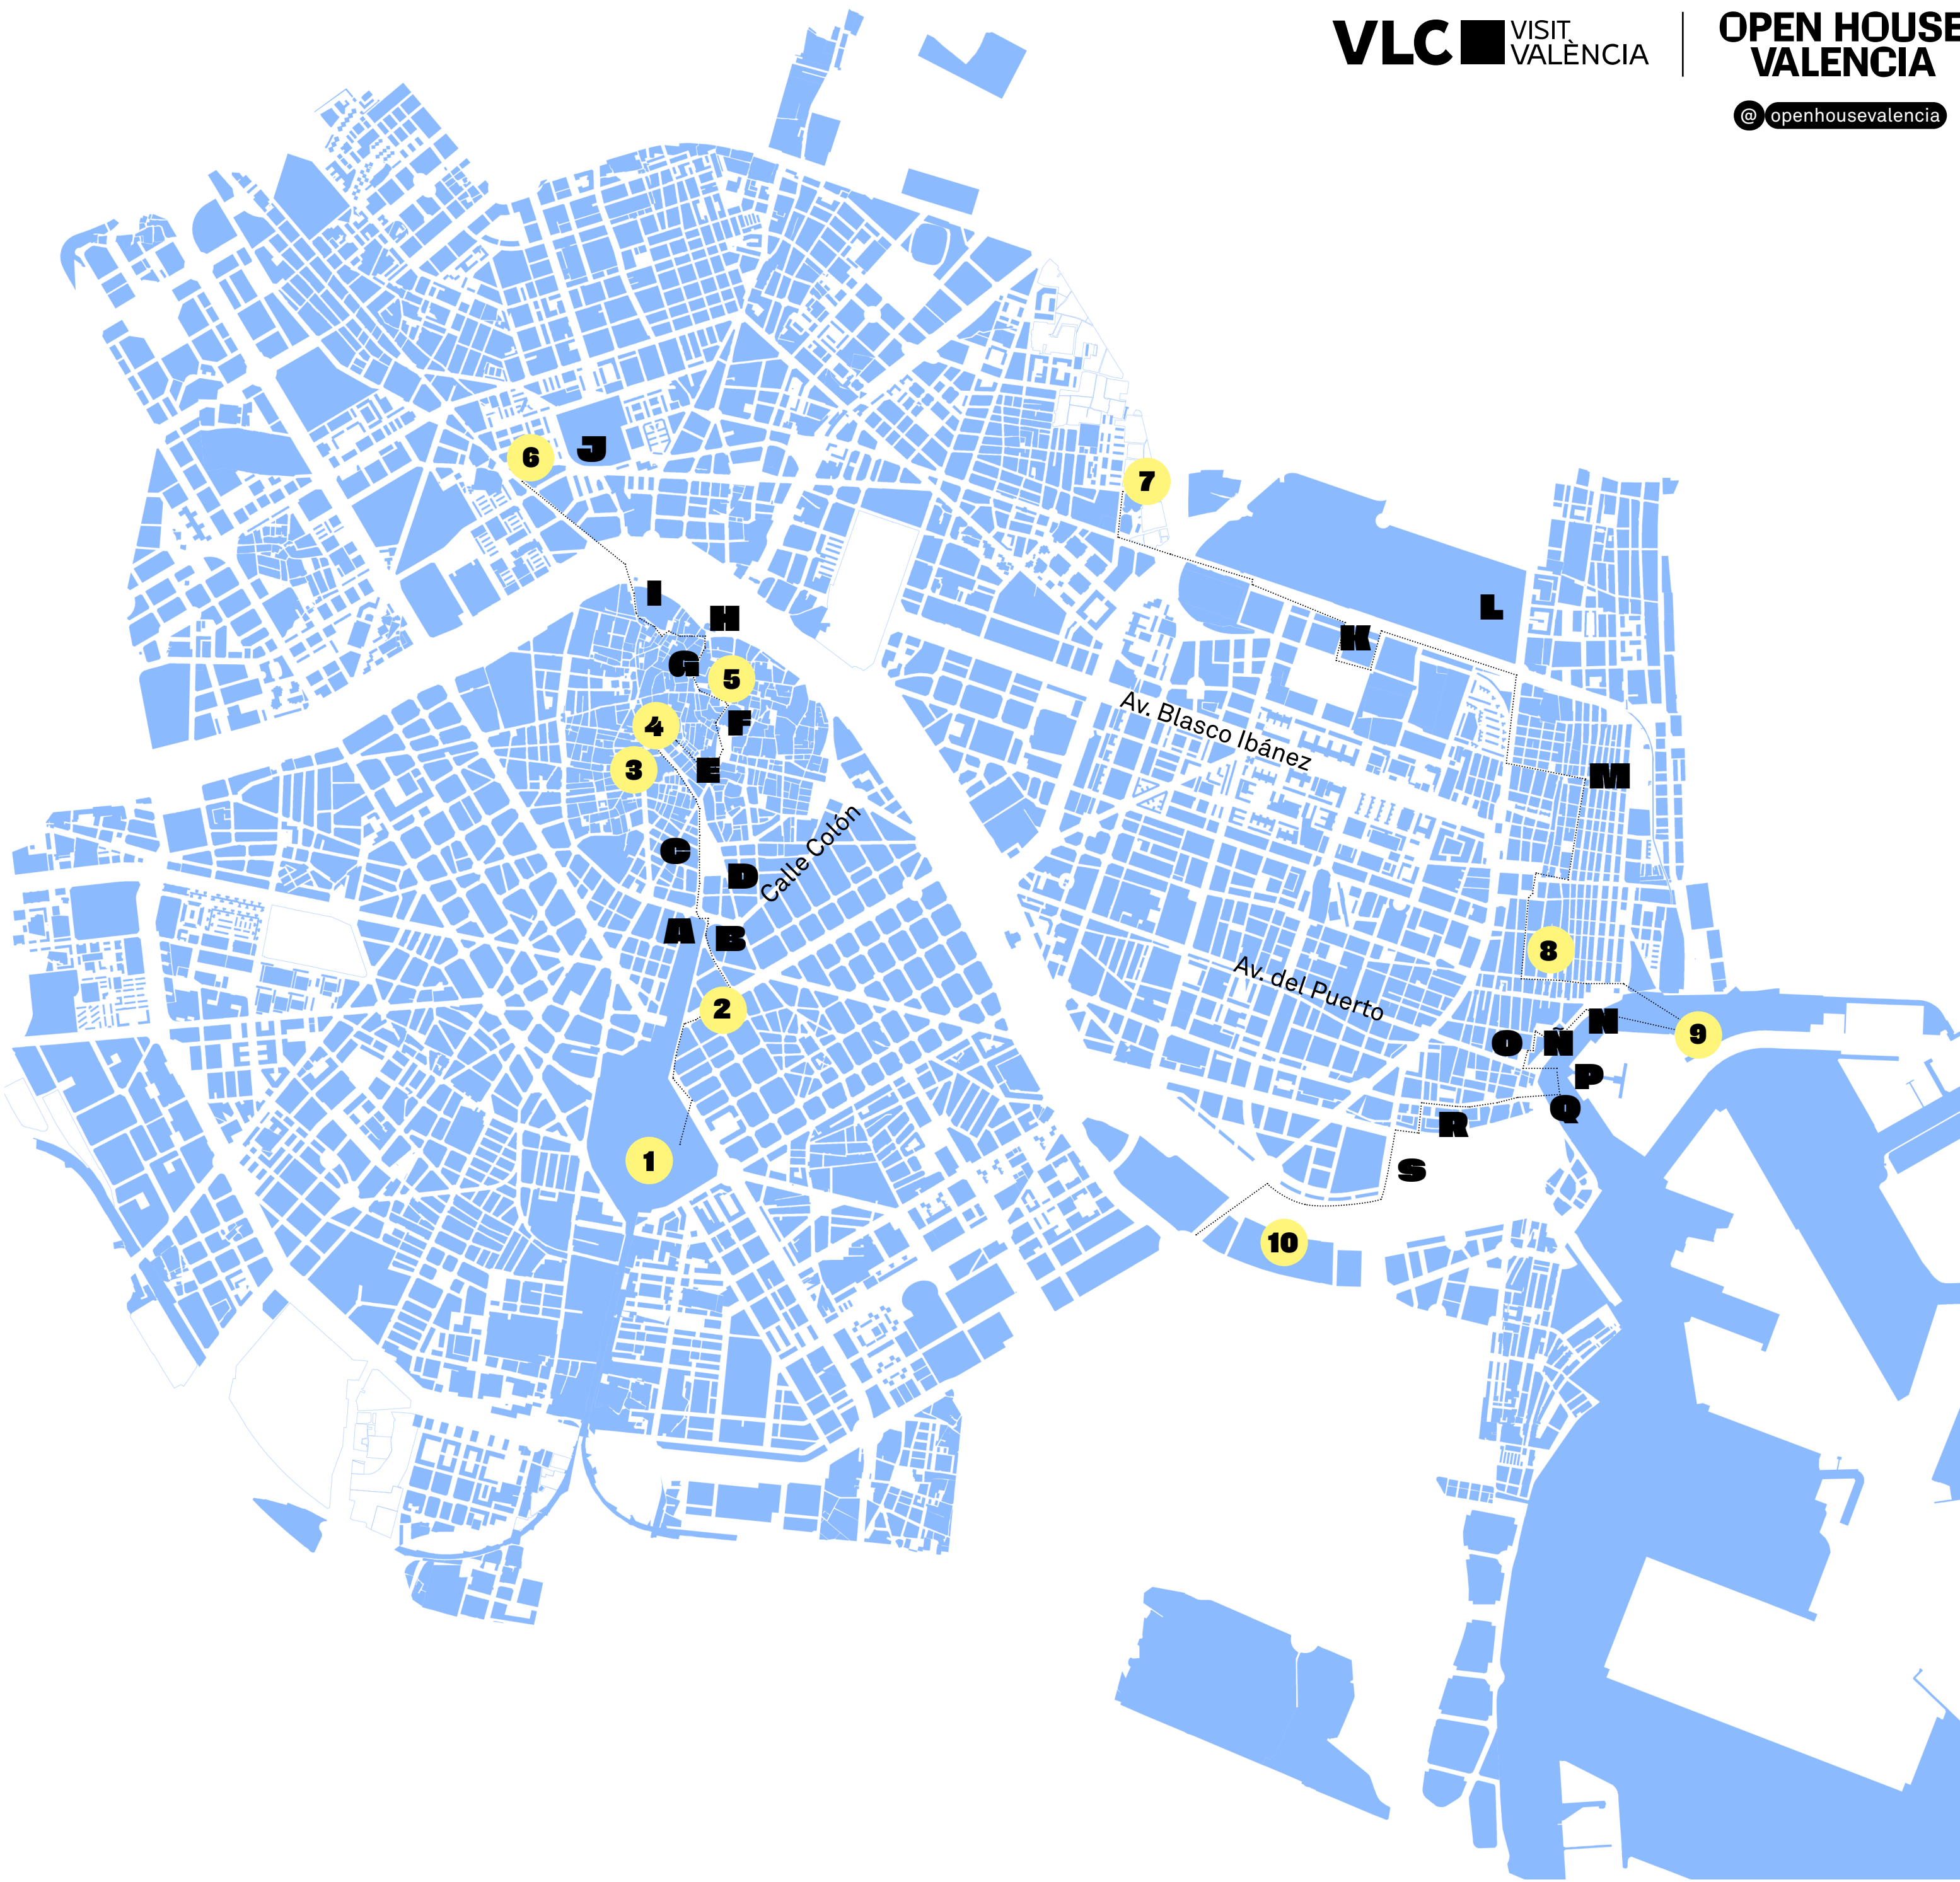 VLC VISIT
VALÈNCIA
OPEN HOUSE
VALENCIA
@ openhousevalencia
6
J
7
I
H
L
K
G
5
4
F
Av. Blasco Ibánez
3
E
M
C
D
Calle Colón
A
B
8
Av. del Puerto
2
N
9
O
Ñ
P
Q
R
1
S
10